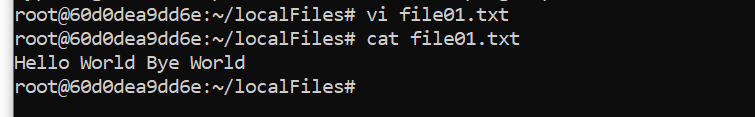 root@60d0dea9dd6e:~/localFiles# vi file01.txt
root@60d0dea9dd6e:~/localFiles# cat file01.txt
Hello World Bye World
root@60d0dea9dd6e:~/localFiles#